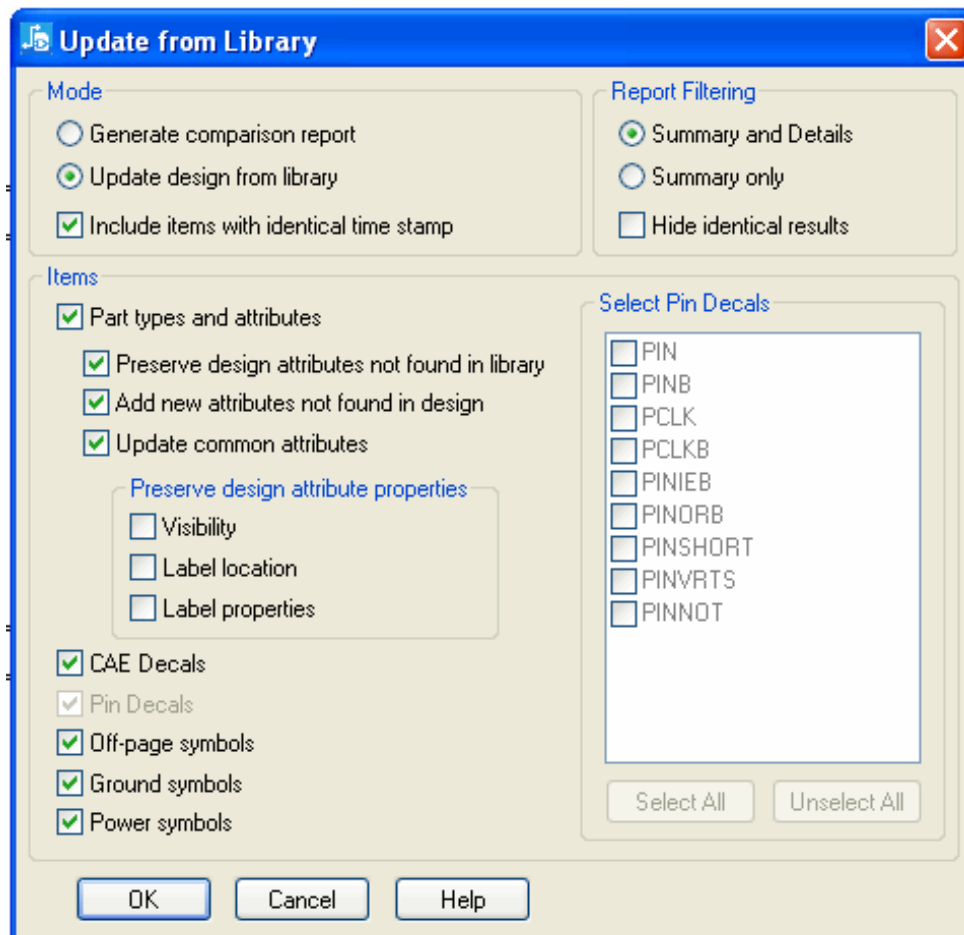 Update from Library
Mode
Generate comparison report
Update design from library
Include items with identical time stamp
Report Filtering
Summary and Details
Summary only
Hide identical results
Items
Part types and attributes
Preserve design attributes not found in library
Add new attributes not found in design
Update common attributes
Preserve design attribute properties
Visibility
Label location
Label properties
CAE Decals
Pin Decals
Off-page symbols
Ground symbols
Power symbols
Select Pin Decals
PIN
PINB
PCLK
PCLKB
PINIEB
PINORB
PINSHORT
PINVRTS
PINNOT
Select All
Unselect All
OK
Cancel
Help